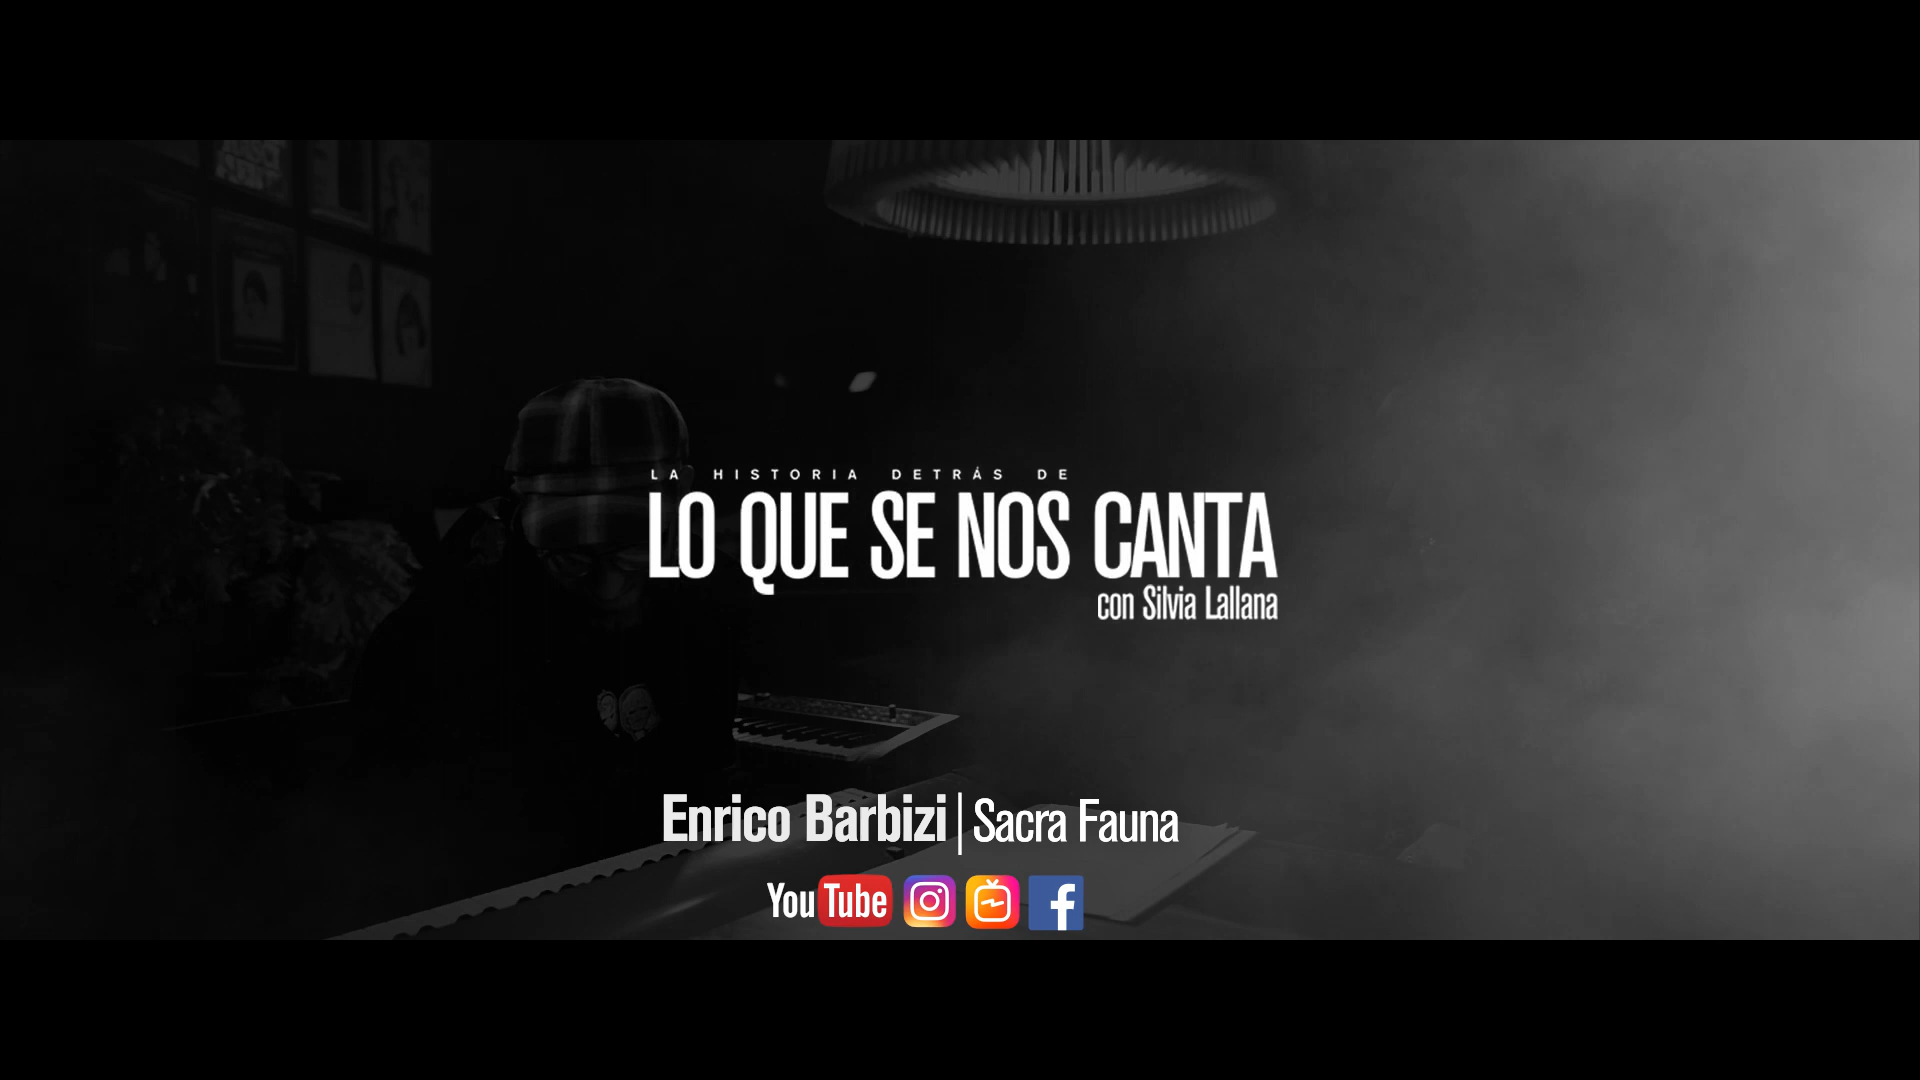 LA HISTORIA DETRÁS DE
LO QUE SE NOS CANTA
con Silvia Lallana
Enrico Barbizi | Sacra Fauna
YouTube